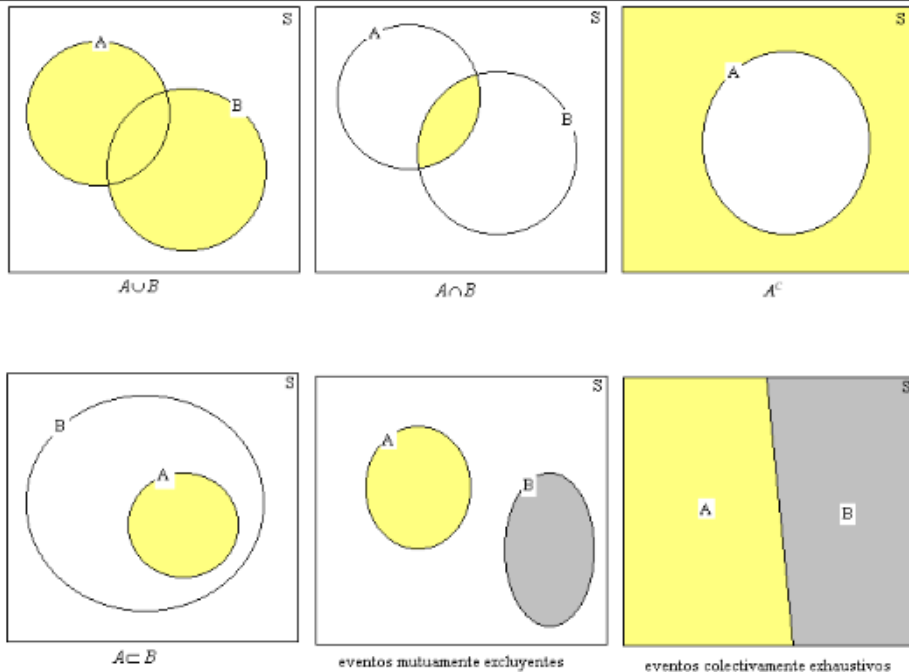 S
A
B
A∪B
S
A
B
A∩B
S
A
A^C
S
B
A
A⊂B
S
A
B
eventos mutuamente excluyentes
S
A
B
eventos colectivamente exhaustivos